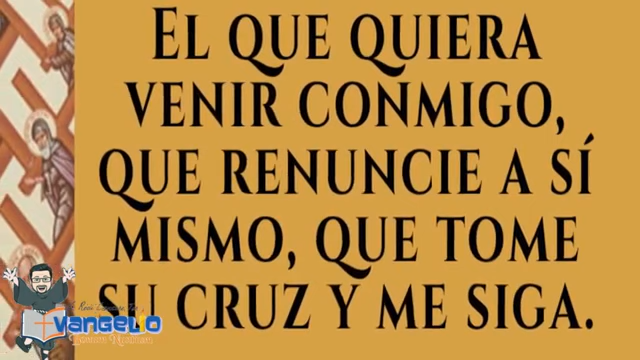 EL QUE QUIERA
VENIR CONMIGO,
QUE RENUNCIE A SÍ
MISMO, QUE TOME
SU CRUZ Y ME SIGA.
VANGELO